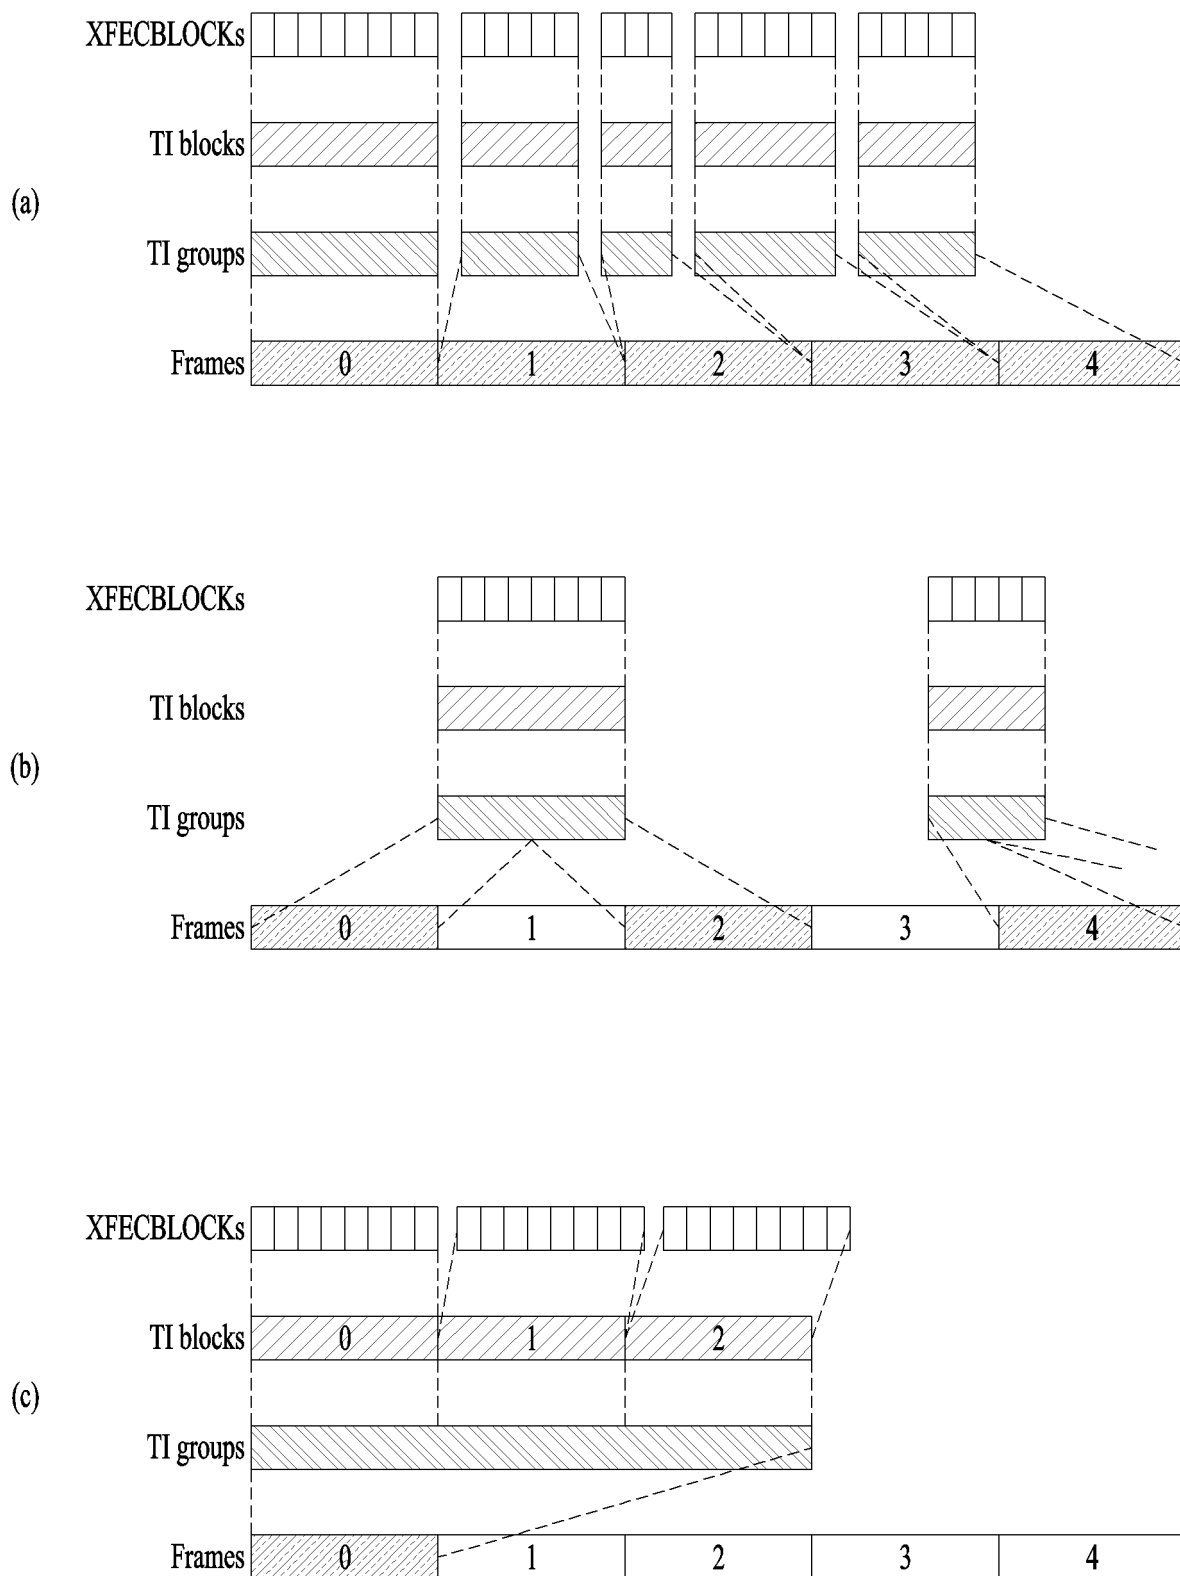 XFECBLOCKs
TI blocks
(a)
TI groups
Frames 0 1 2 3 4
XFECBLOCKs
TI blocks
(b)
TI groups
Frames 0 1 2 3 4
XFECBLOCKs
TI blocks 0 1 2
(c)
TI groups
Frames 0 1 2 3 4